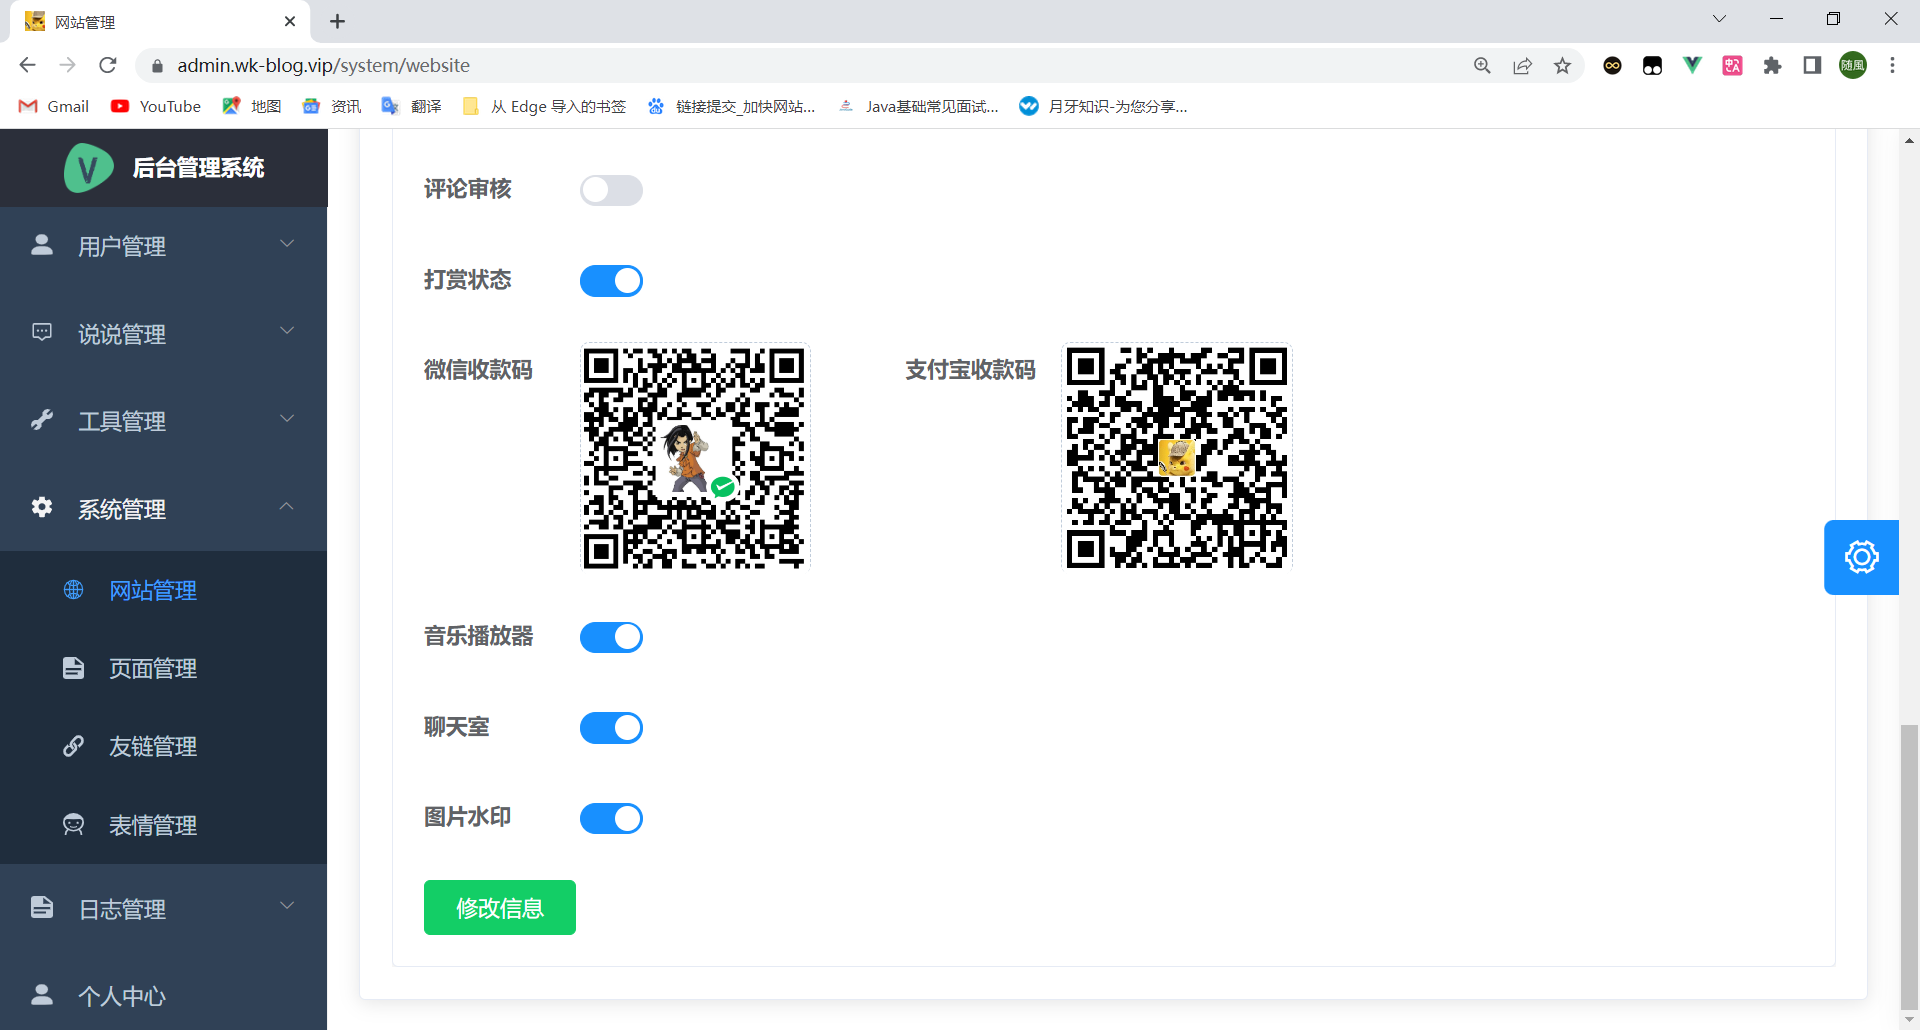 网站管理
admin.wk-blog.vip/system/website
随風
Gmail
YouTube
地图
资讯
翻译
从 Edge 导入的书签
链接提交_加快网站...
Java基础常见面试...
月牙知识-为您分享...
后台管理系统
用户管理
说说管理
工具管理
系统管理
网站管理
页面管理
友链管理
表情管理
日志管理
个人中心
评论审核
打赏状态
微信收款码
支付宝收款码
音乐播放器
聊天室
图片水印
修改信息